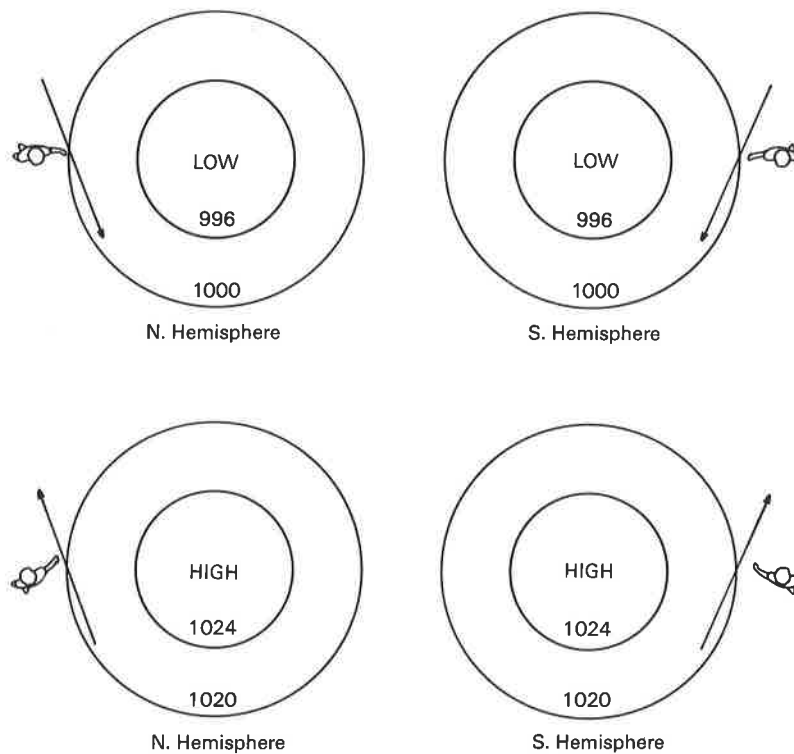 LOW
996
1000
N. Hemisphere
LOW
996
1000
S. Hemisphere
HIGH
1024
1020
N. Hemisphere
HIGH
1024
1020
S. Hemisphere